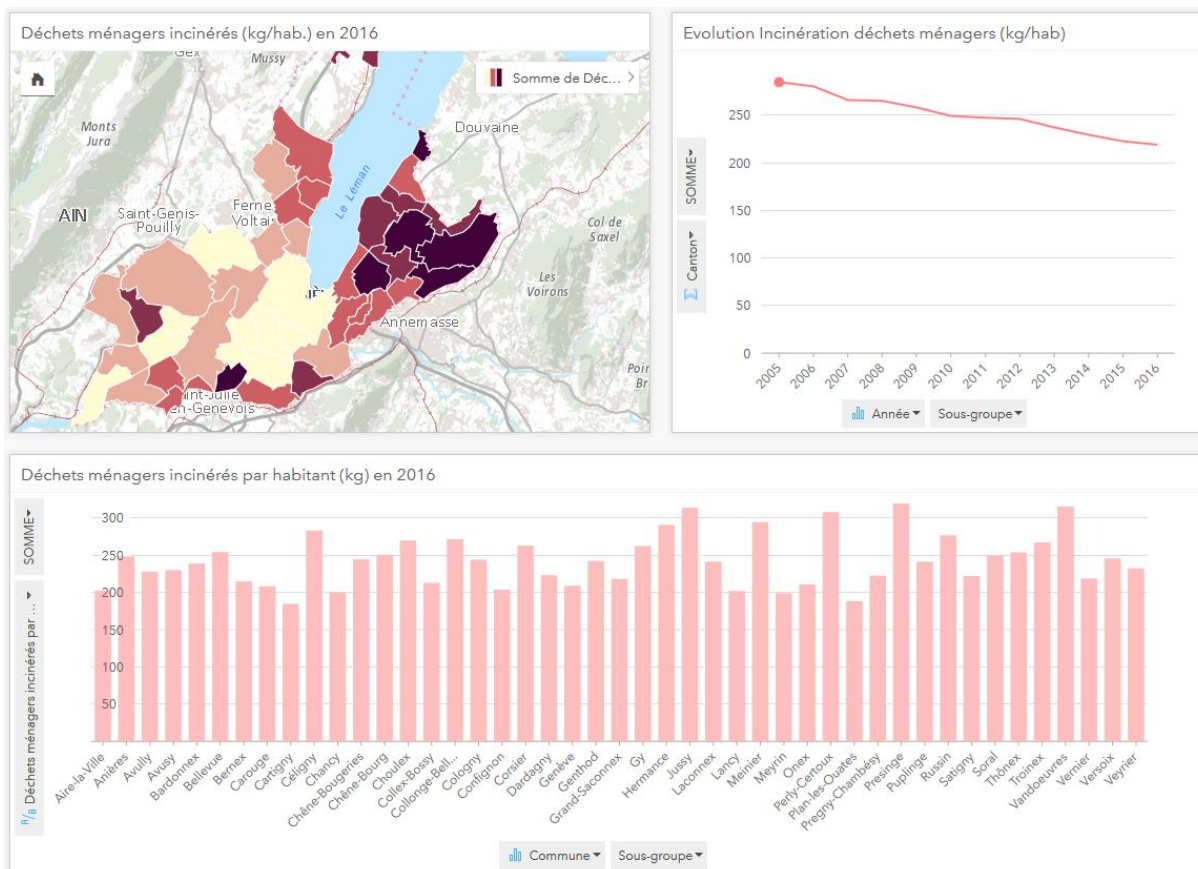 Déchets ménagers incinérés (kg/hab.) en 2016
Mussy
Somme de Déc...
Monts
Jura
Douvaine
Le Léman
AIN
Saint-Genis-
Pouilly
Col de
Saxel
Les
Voirons
Annemasse
en-Genevois
Evolution Incinération déchets ménagers (kg/hab)
SOMME
Canton
250
200
150
100
50
0
2005
2006
2007
2008
2009
2010
2011
2012
2013
2014
2015
2016
Année
Sous-groupe
Déchets ménagers incinérés par habitant (kg) en 2016
SOMME
A/B Déchets ménagers incinérés par ...
300
250
200
150
100
50
Aire-la-Ville
Anières
Avully
Avusy
Bardonnex
Bellevue
Bernex
Carouge
Cartigny
Céligny
Chancy
Chêne-Bougeries
Chêne-Bourg
Choulex
Collex-Bossy
Collonge-Bell...
Cologny
Confignon
Corsier
Dardagny
Genève
Genthod
Grand-Saconnex
Gy
Hermance
Jussy
Laconnex
Lancy
Meinier
Meyrin
Onex
Perly-Certoux
Plan-les-Ouates
Pregny-Chambésy
Presinge
Puplinge
Russin
Satigny
Soral
Thônex
Troinex
Vandoeuvres
Vernier
Versoix
Veyrier
Commune
Sous-groupe